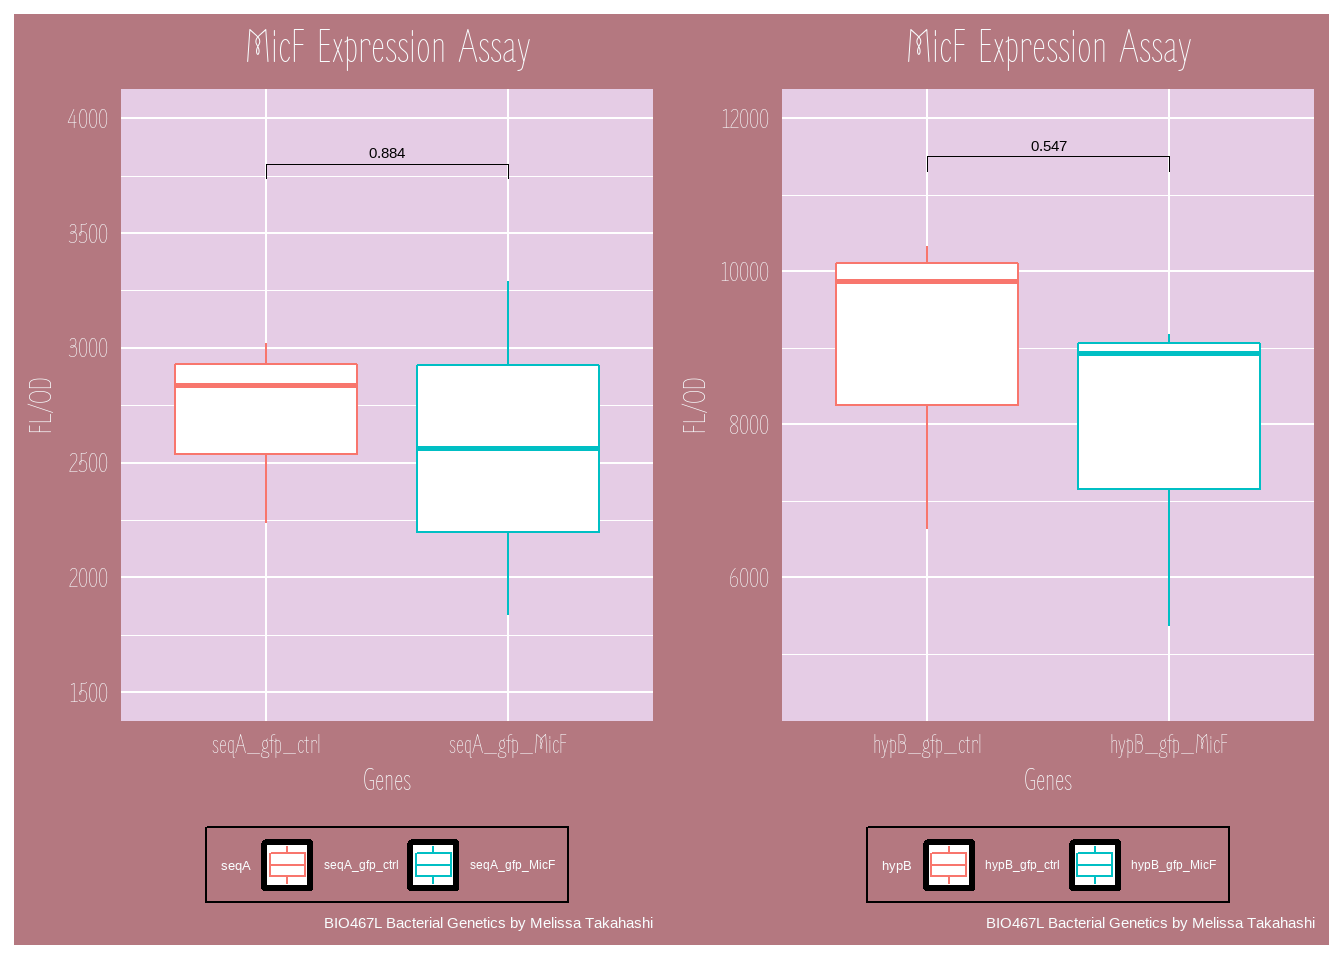 MicF Expression Assay
4000
3500
3000
2500
2000
1500
FL/OD
0.884
seqA_gfp_ctrl
seqA_gfp_MicF
Genes
seqA
seqA_gfp_ctrl
seqA_gfp_MicF
BIO467L Bacterial Genetics by Melissa Takahashi
MicF Expression Assay
12000
10000
8000
6000
FL/OD
0.547
hypB_gfp_ctrl
hypB_gfp_MicF
Genes
hypB
hypB_gfp_ctrl
hypB_gfp_MicF
BIO467L Bacterial Genetics by Melissa Takahashi